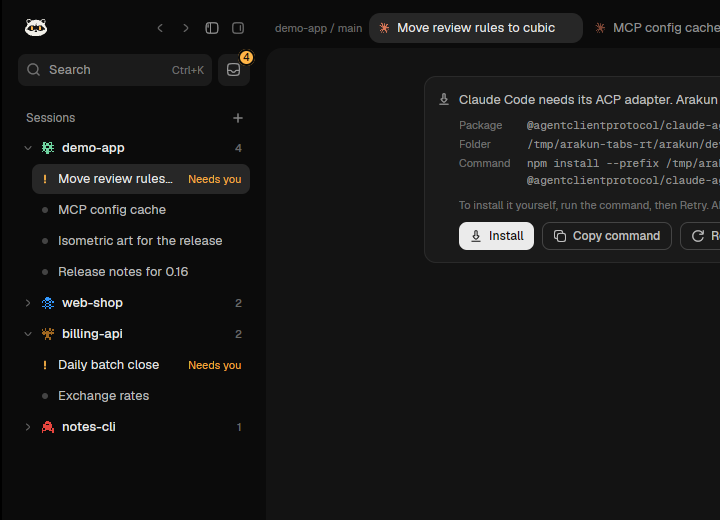 demo-app / main
Move review rules to cubic
MCP config cache
Search
Ctrl+K
4
Sessions
demo-app
4
Move review rules...
Needs you
MCP config cache
Isometric art for the release
Release notes for 0.16
web-shop
2
billing-api
2
Daily batch close
Needs you
Exchange rates
notes-cli
1
Claude Code needs its ACP adapter. Arakun
Package @agentclientprotocol/claude-a
Folder /tmp/arakun-tabs-rt/arakun/de
Command npm install --prefix /tmp/ara
@agentclientprotocol/claude-a
To install it yourself, run the command, then Retry.
Install
Copy command